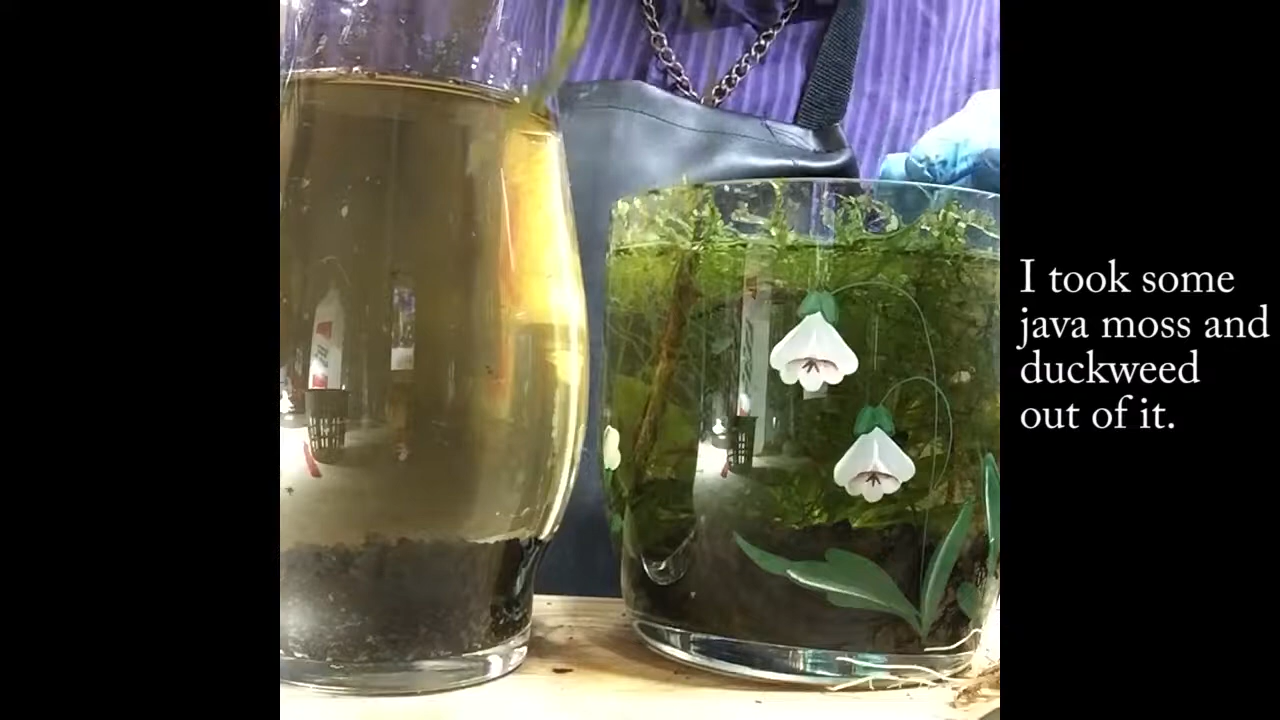 I took some
java moss and
duckweed
out of it.